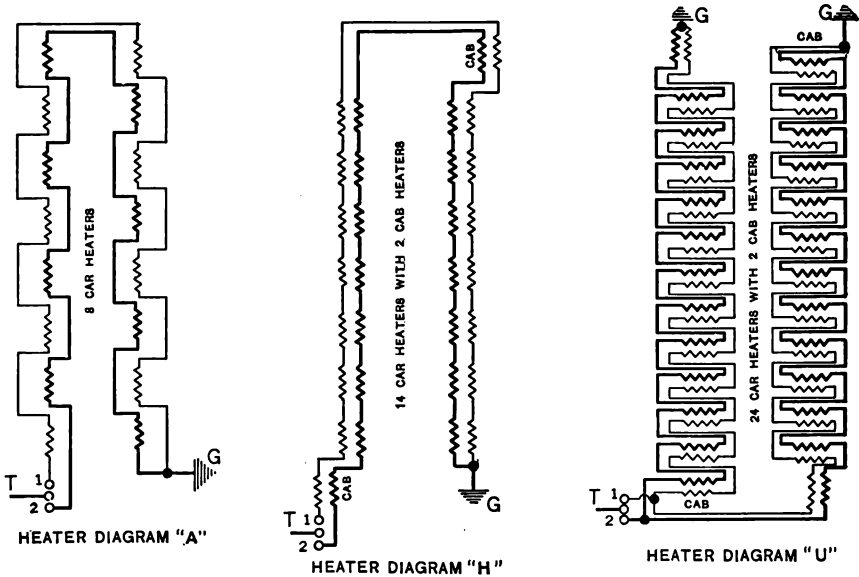 8 CAR HEATERS
T
1
2
G
HEATER DIAGRAM "A"
CAB
14 CAR HEATERS WITH 2 CAB HEATERS
CAB
T
1
2
G
HEATER DIAGRAM "H"
G
G
CAB
24 CAR HEATERS WITH 2 CAB HEATERS
T
1
2
CAB
HEATER DIAGRAM "U"